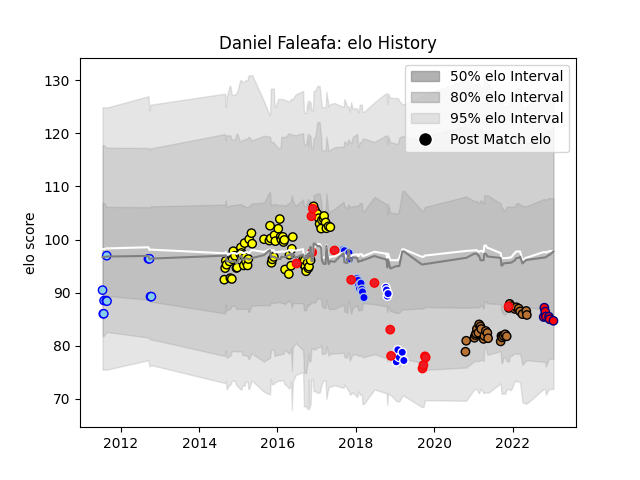 Daniel Faleafa: elo History
50% elo Interval
80% elo Interval
95% elo Interval
Post Match elo
elo score
130
120
110
100
90
80
70
2012
2014
2016
2018
2020
2022